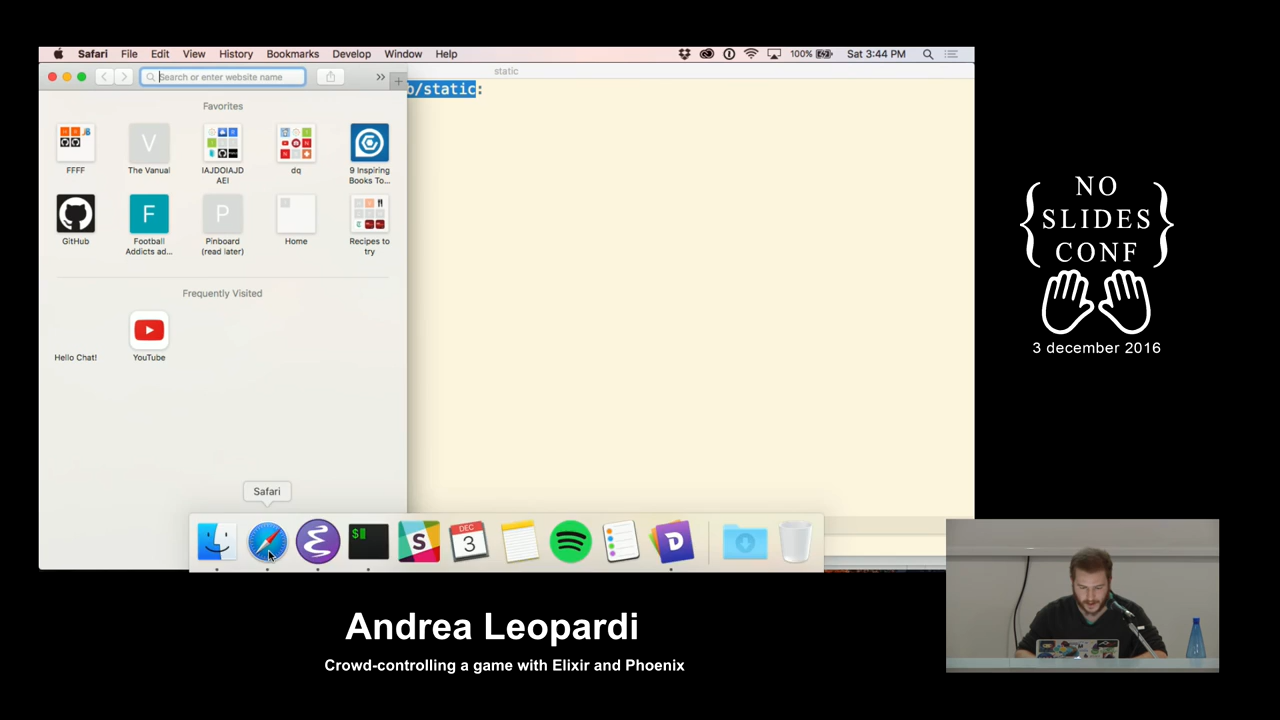 Safari File Edit View History Bookmarks Develop Window Help
100% Sat 3:44 PM
Search or enter website name
static
o/static:
Favorites
FFFF
V
The Vanual
IAJDOIAJD
AEI
dq
9 Inspiring
Books To...
GitHub
F
Football
Addicts ad...
P
Pinboard
(read later)
Home
Recipes to
try
Frequently Visited
Hello Chat!
YouTube
Safari
$
DEC
3
S
D
NO
SLIDES
CONF
3 december 2016
Andrea Leopardi
Crowd-controlling a game with Elixir and Phoenix